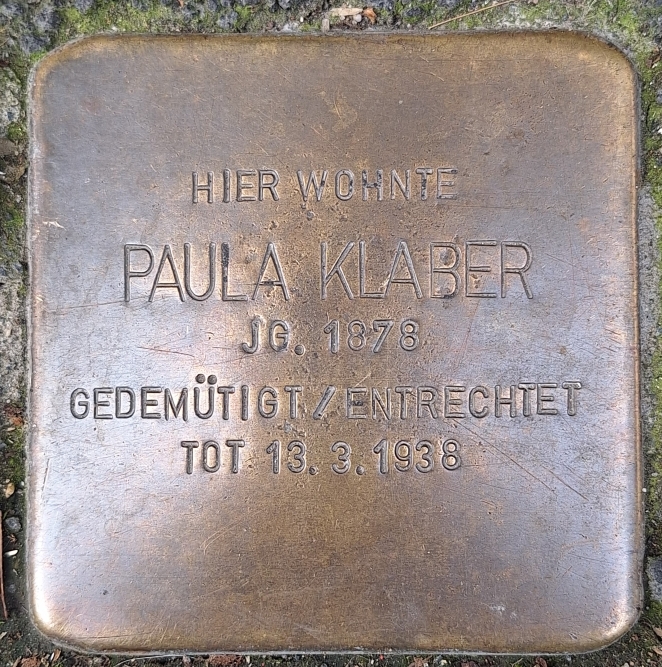 HIER WOHNTE
PAULA KLABER
JG. 1878
GEDEMÜTIGT / ENTRECHTET
TOT 13.3.1938